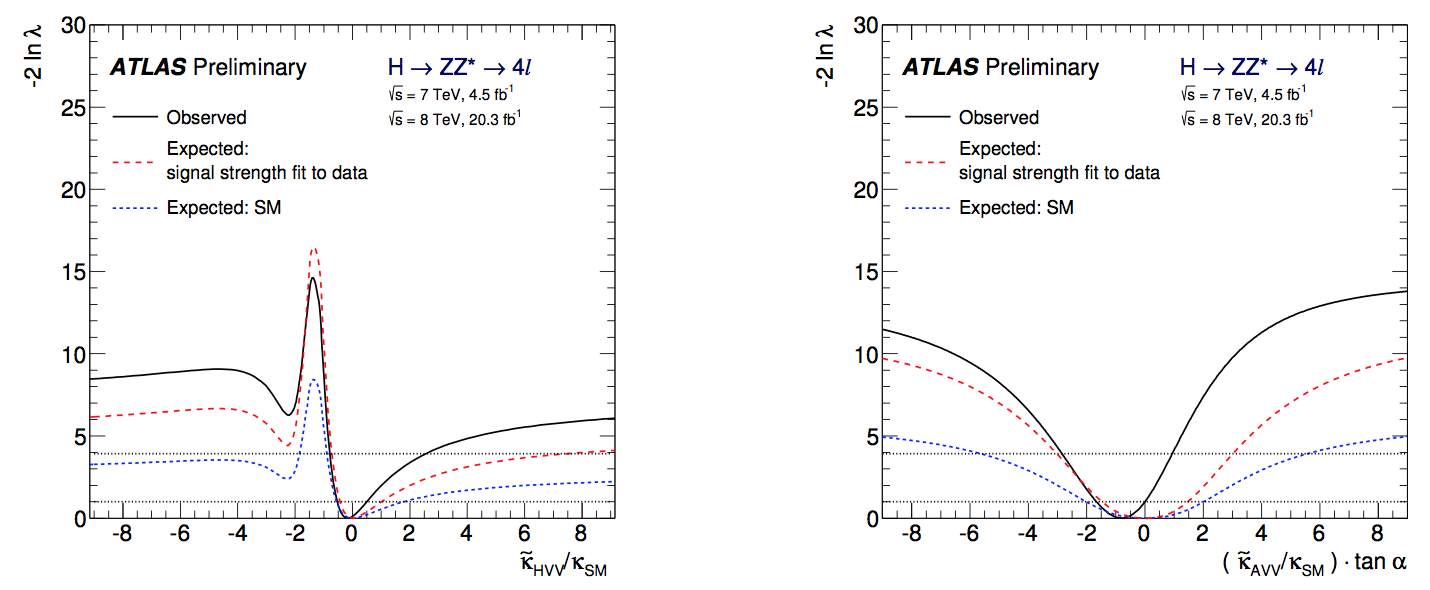 -2 ln λ
30
25
20
15
10
5
0
ATLAS Preliminary
H → ZZ* → 4l
√s = 7 TeV, 4.5 fb⁻¹
√s = 8 TeV, 20.3 fb⁻¹
Observed
Expected:
signal strength fit to data
Expected: SM
-8 -6 -4 -2 0 2 4 6 8
κ̃HVV/κSM
-2 ln λ
30
25
20
15
10
5
0
ATLAS Preliminary
H → ZZ* → 4l
√s = 7 TeV, 4.5 fb⁻¹
√s = 8 TeV, 20.3 fb⁻¹
Observed
Expected:
signal strength fit to data
Expected: SM
-8 -6 -4 -2 0 2 4 6 8
( κ̃AVV/κSM ) · tan α